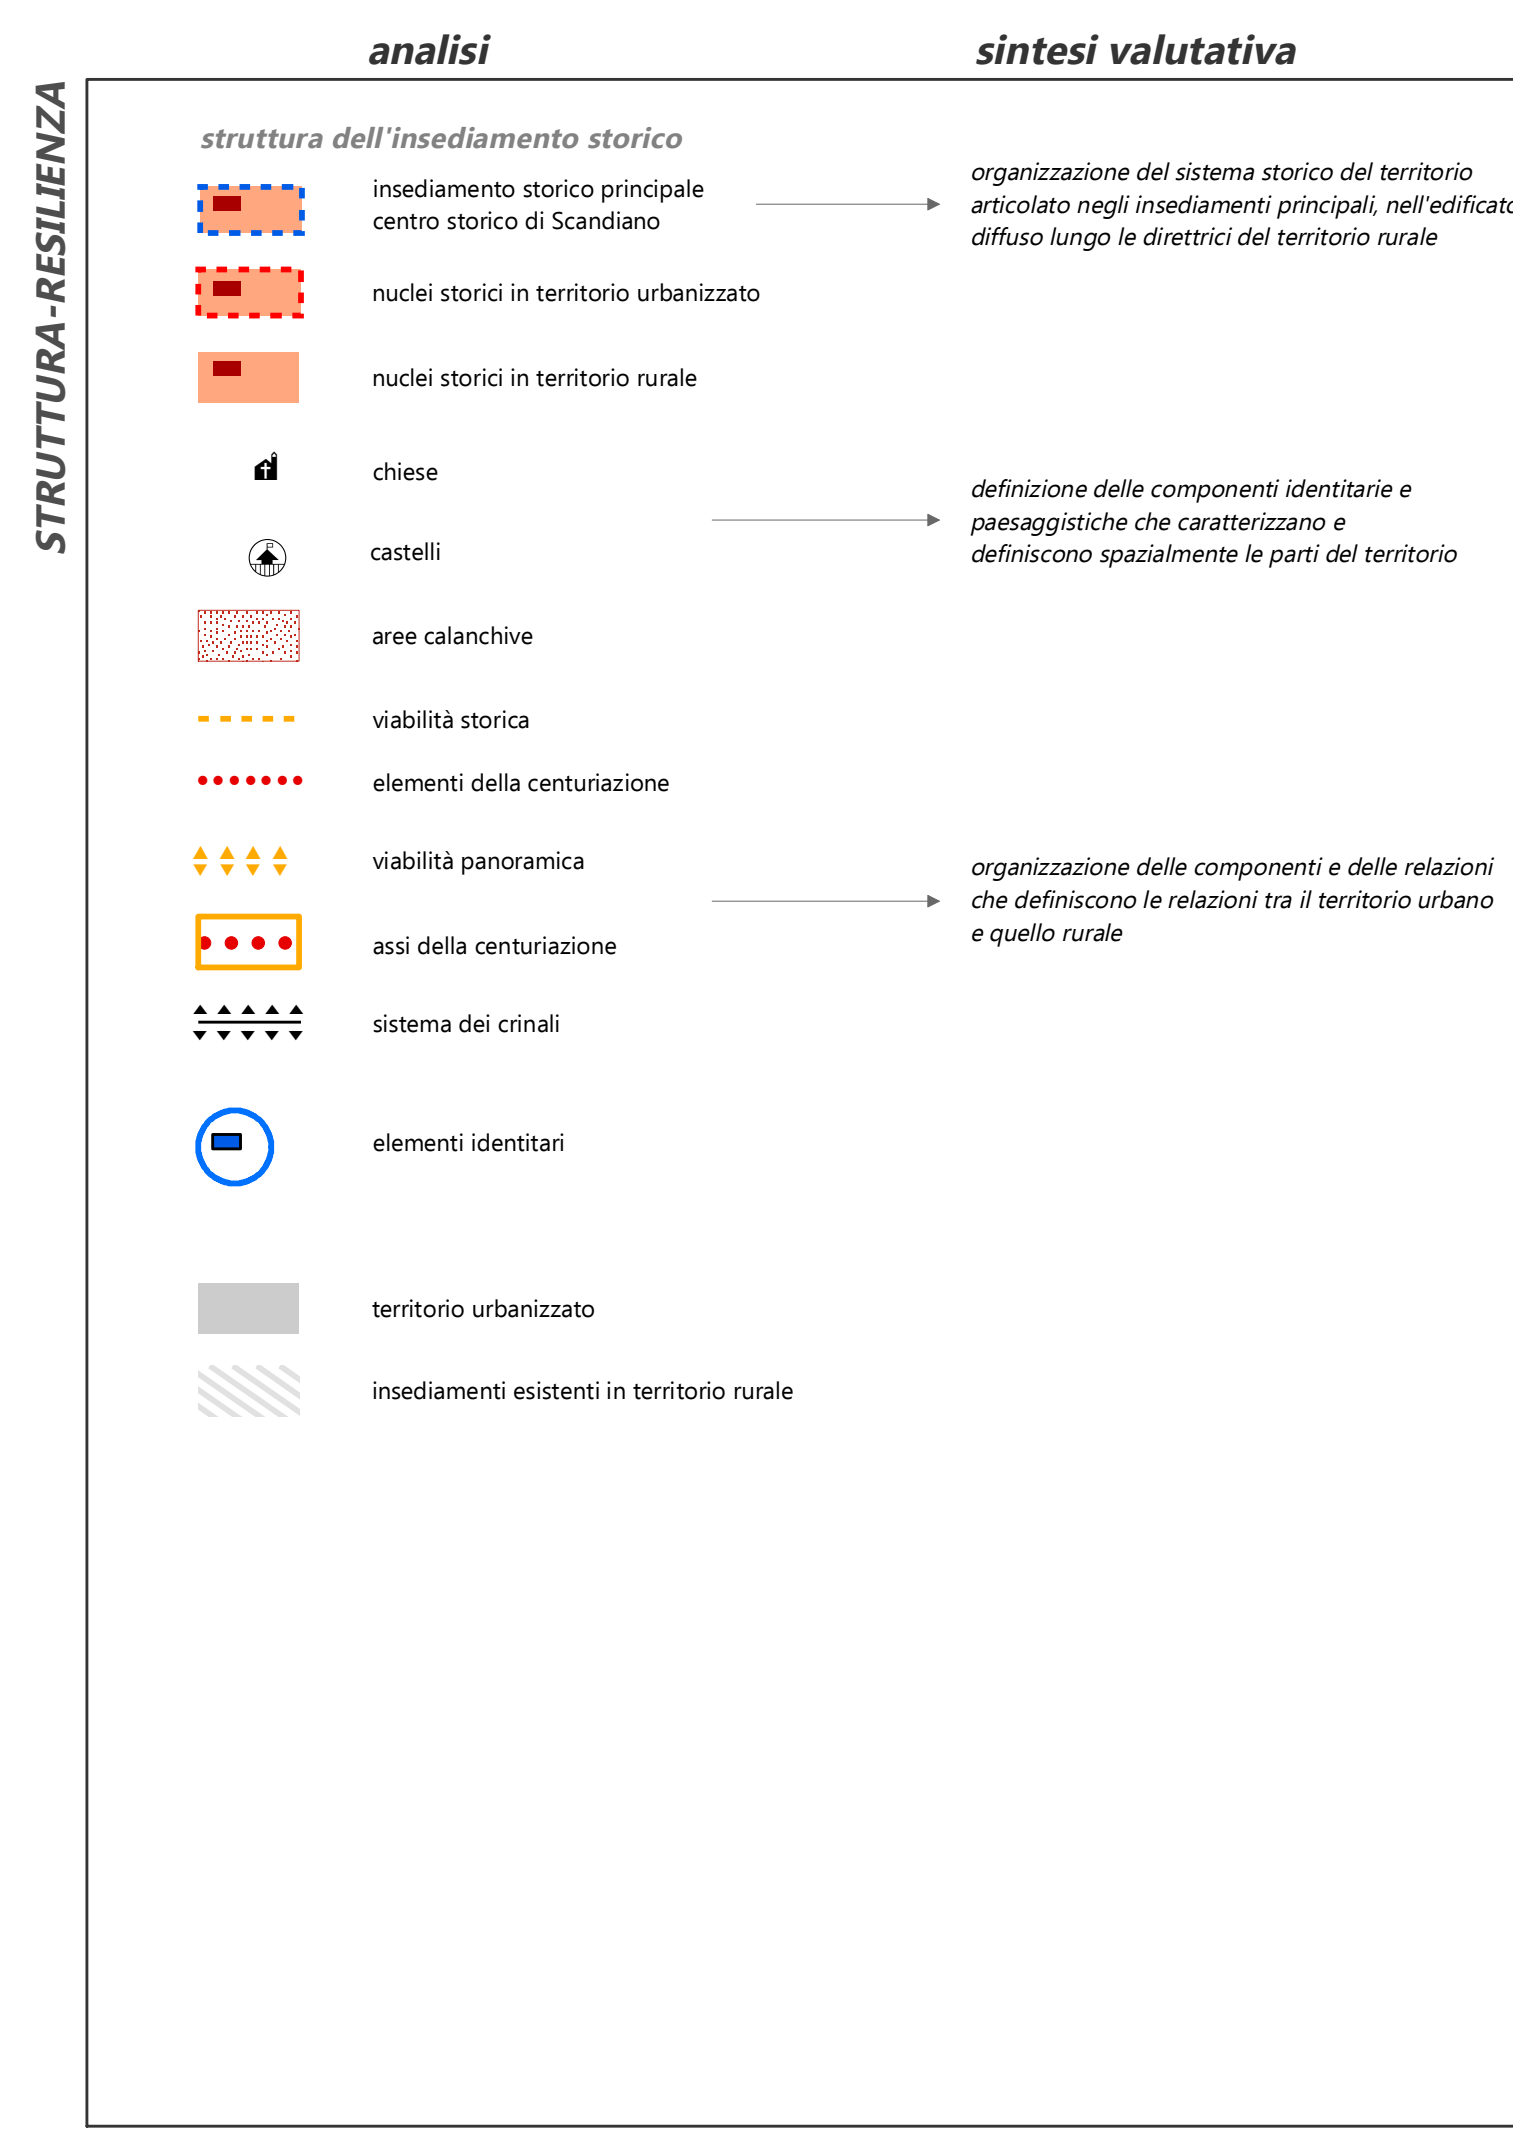 analisi
sintesi valutativa
STRUTTURA-RESILIENZA
struttura dell'insediamento storico
insediamento storico principale
centro storico di Scandiano
organizzazione del sistema storico del territorio
articolato negli insediamenti principali, nell'edificato
diffuso lungo le direttrici del territorio rurale
nuclei storici in territorio urbanizzato
nuclei storici in territorio rurale
chiese
castelli
definizione delle componenti identitarie e
paesaggistiche che caratterizzano e
definiscono spazialmente le parti del territorio
aree calanchive
viabilità storica
elementi della centuriazione
viabilità panoramica
assi della centuriazione
organizzazione delle componenti e delle relazioni
che definiscono le relazioni tra il territorio urbano
e quello rurale
sistema dei crinali
elementi identitari
territorio urbanizzato
insediamenti esistenti in territorio rurale